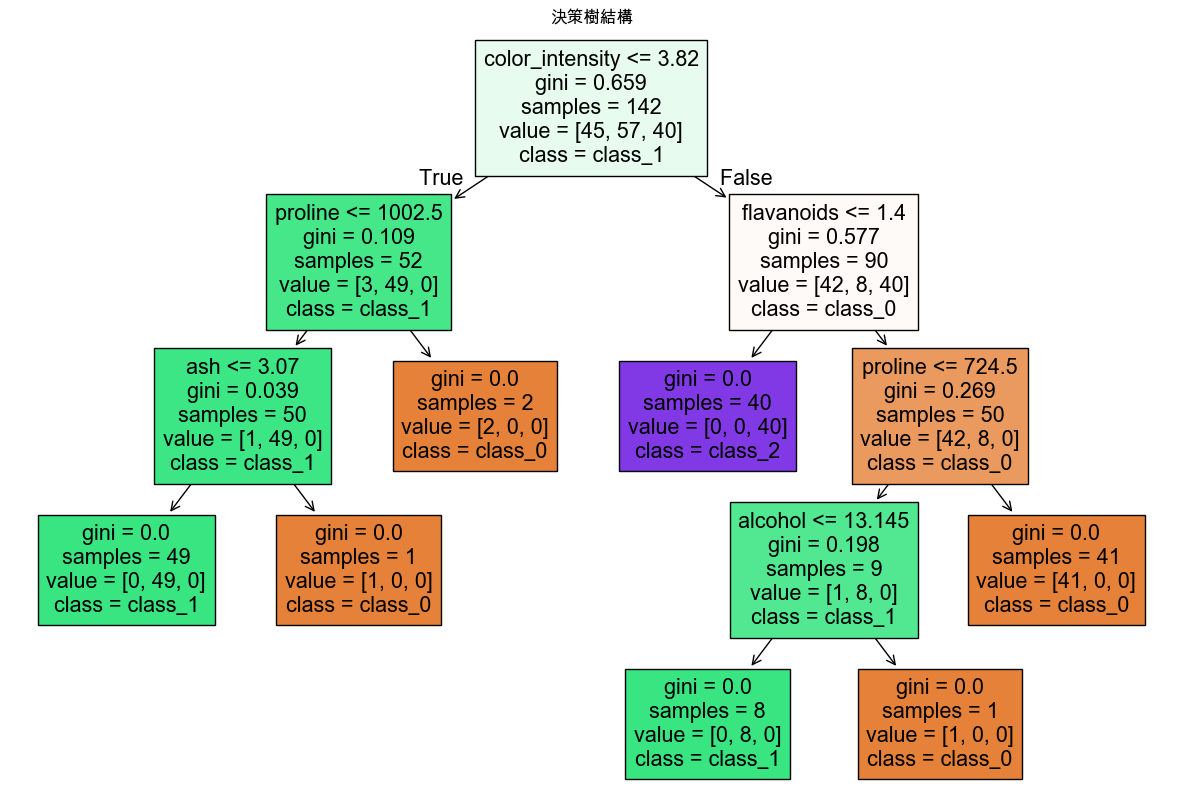 決策樹結構
color_intensity <= 3.82
gini = 0.659
samples = 142
value = [45, 57, 40]
class = class_1
True
False
proline <= 1002.5
gini = 0.109
samples = 52
value = [3, 49, 0]
class = class_1
flavanoids <= 1.4
gini = 0.577
samples = 90
value = [42, 8, 40]
class = class_0
ash <= 3.07
gini = 0.039
samples = 50
value = [1, 49, 0]
class = class_1
gini = 0.0
samples = 2
value = [2, 0, 0]
class = class_0
gini = 0.0
samples = 40
value = [0, 0, 40]
class = class_2
proline <= 724.5
gini = 0.269
samples = 50
value = [42, 8, 0]
class = class_0
gini = 0.0
samples = 49
value = [0, 49, 0]
class = class_1
gini = 0.0
samples = 1
value = [1, 0, 0]
class = class_0
alcohol <= 13.145
gini = 0.198
samples = 9
value = [1, 8, 0]
class = class_1
gini = 0.0
samples = 41
value = [41, 0, 0]
class = class_0
gini = 0.0
samples = 8
value = [0, 8, 0]
class = class_1
gini = 0.0
samples = 1
value = [1, 0, 0]
class = class_0